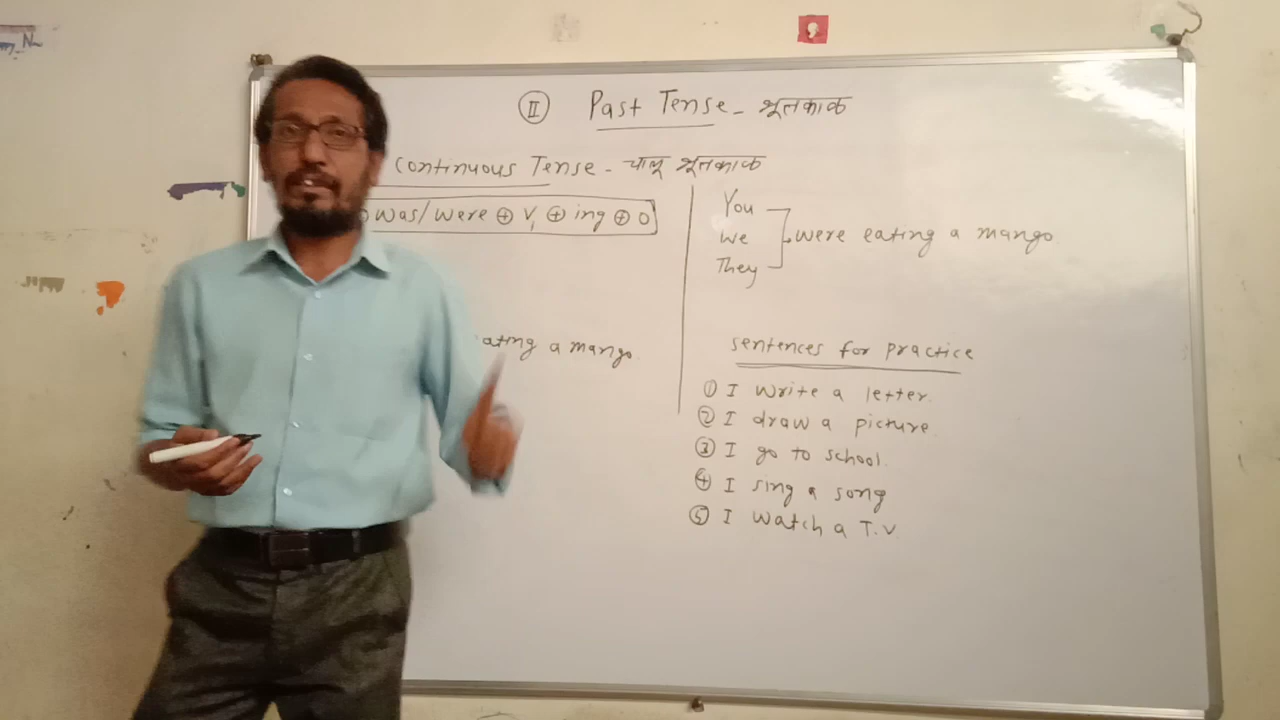 II Past Tense - भूतकाळ
continuous Tense - चालू भूतकाळ
was/were + V1 + ing + O
ating a mango.
You
we
They
were eating a mango.
sentences for practice
1 I write a letter.
2 I draw a picture.
3 I go to school.
4 I sing a song
5 I watch a T.V.